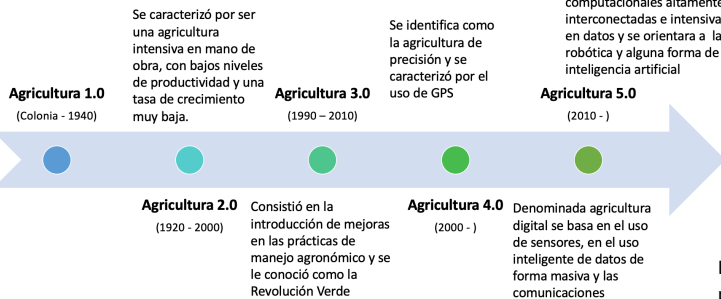 computacionales altamente
interconectadas e intensiva
en datos y se orientara a la
robótica y alguna forma de
inteligencia artificial
Se caracterizó por ser
una agricultura
intensiva en mano de
obra, con bajos niveles
de productividad y una
tasa de crecimiento
muy baja.
Se identifica como
la agricultura de
precisión y se
caracterizó por el
uso de GPS
Agricultura 1.0
(Colonia - 1940)
Agricultura 3.0
(1990 – 2010)
Agricultura 5.0
(2010 - )
Agricultura 2.0
(1920 - 2000)
Consistió en la
introducción de mejoras
en las prácticas de
manejo agronómico y se
le conoció como la
Revolución Verde
Agricultura 4.0
(2000 - )
Denominada agricultura
digital se basa en el uso
de sensores, en el uso
inteligente de datos de
forma masiva y las
comunicaciones